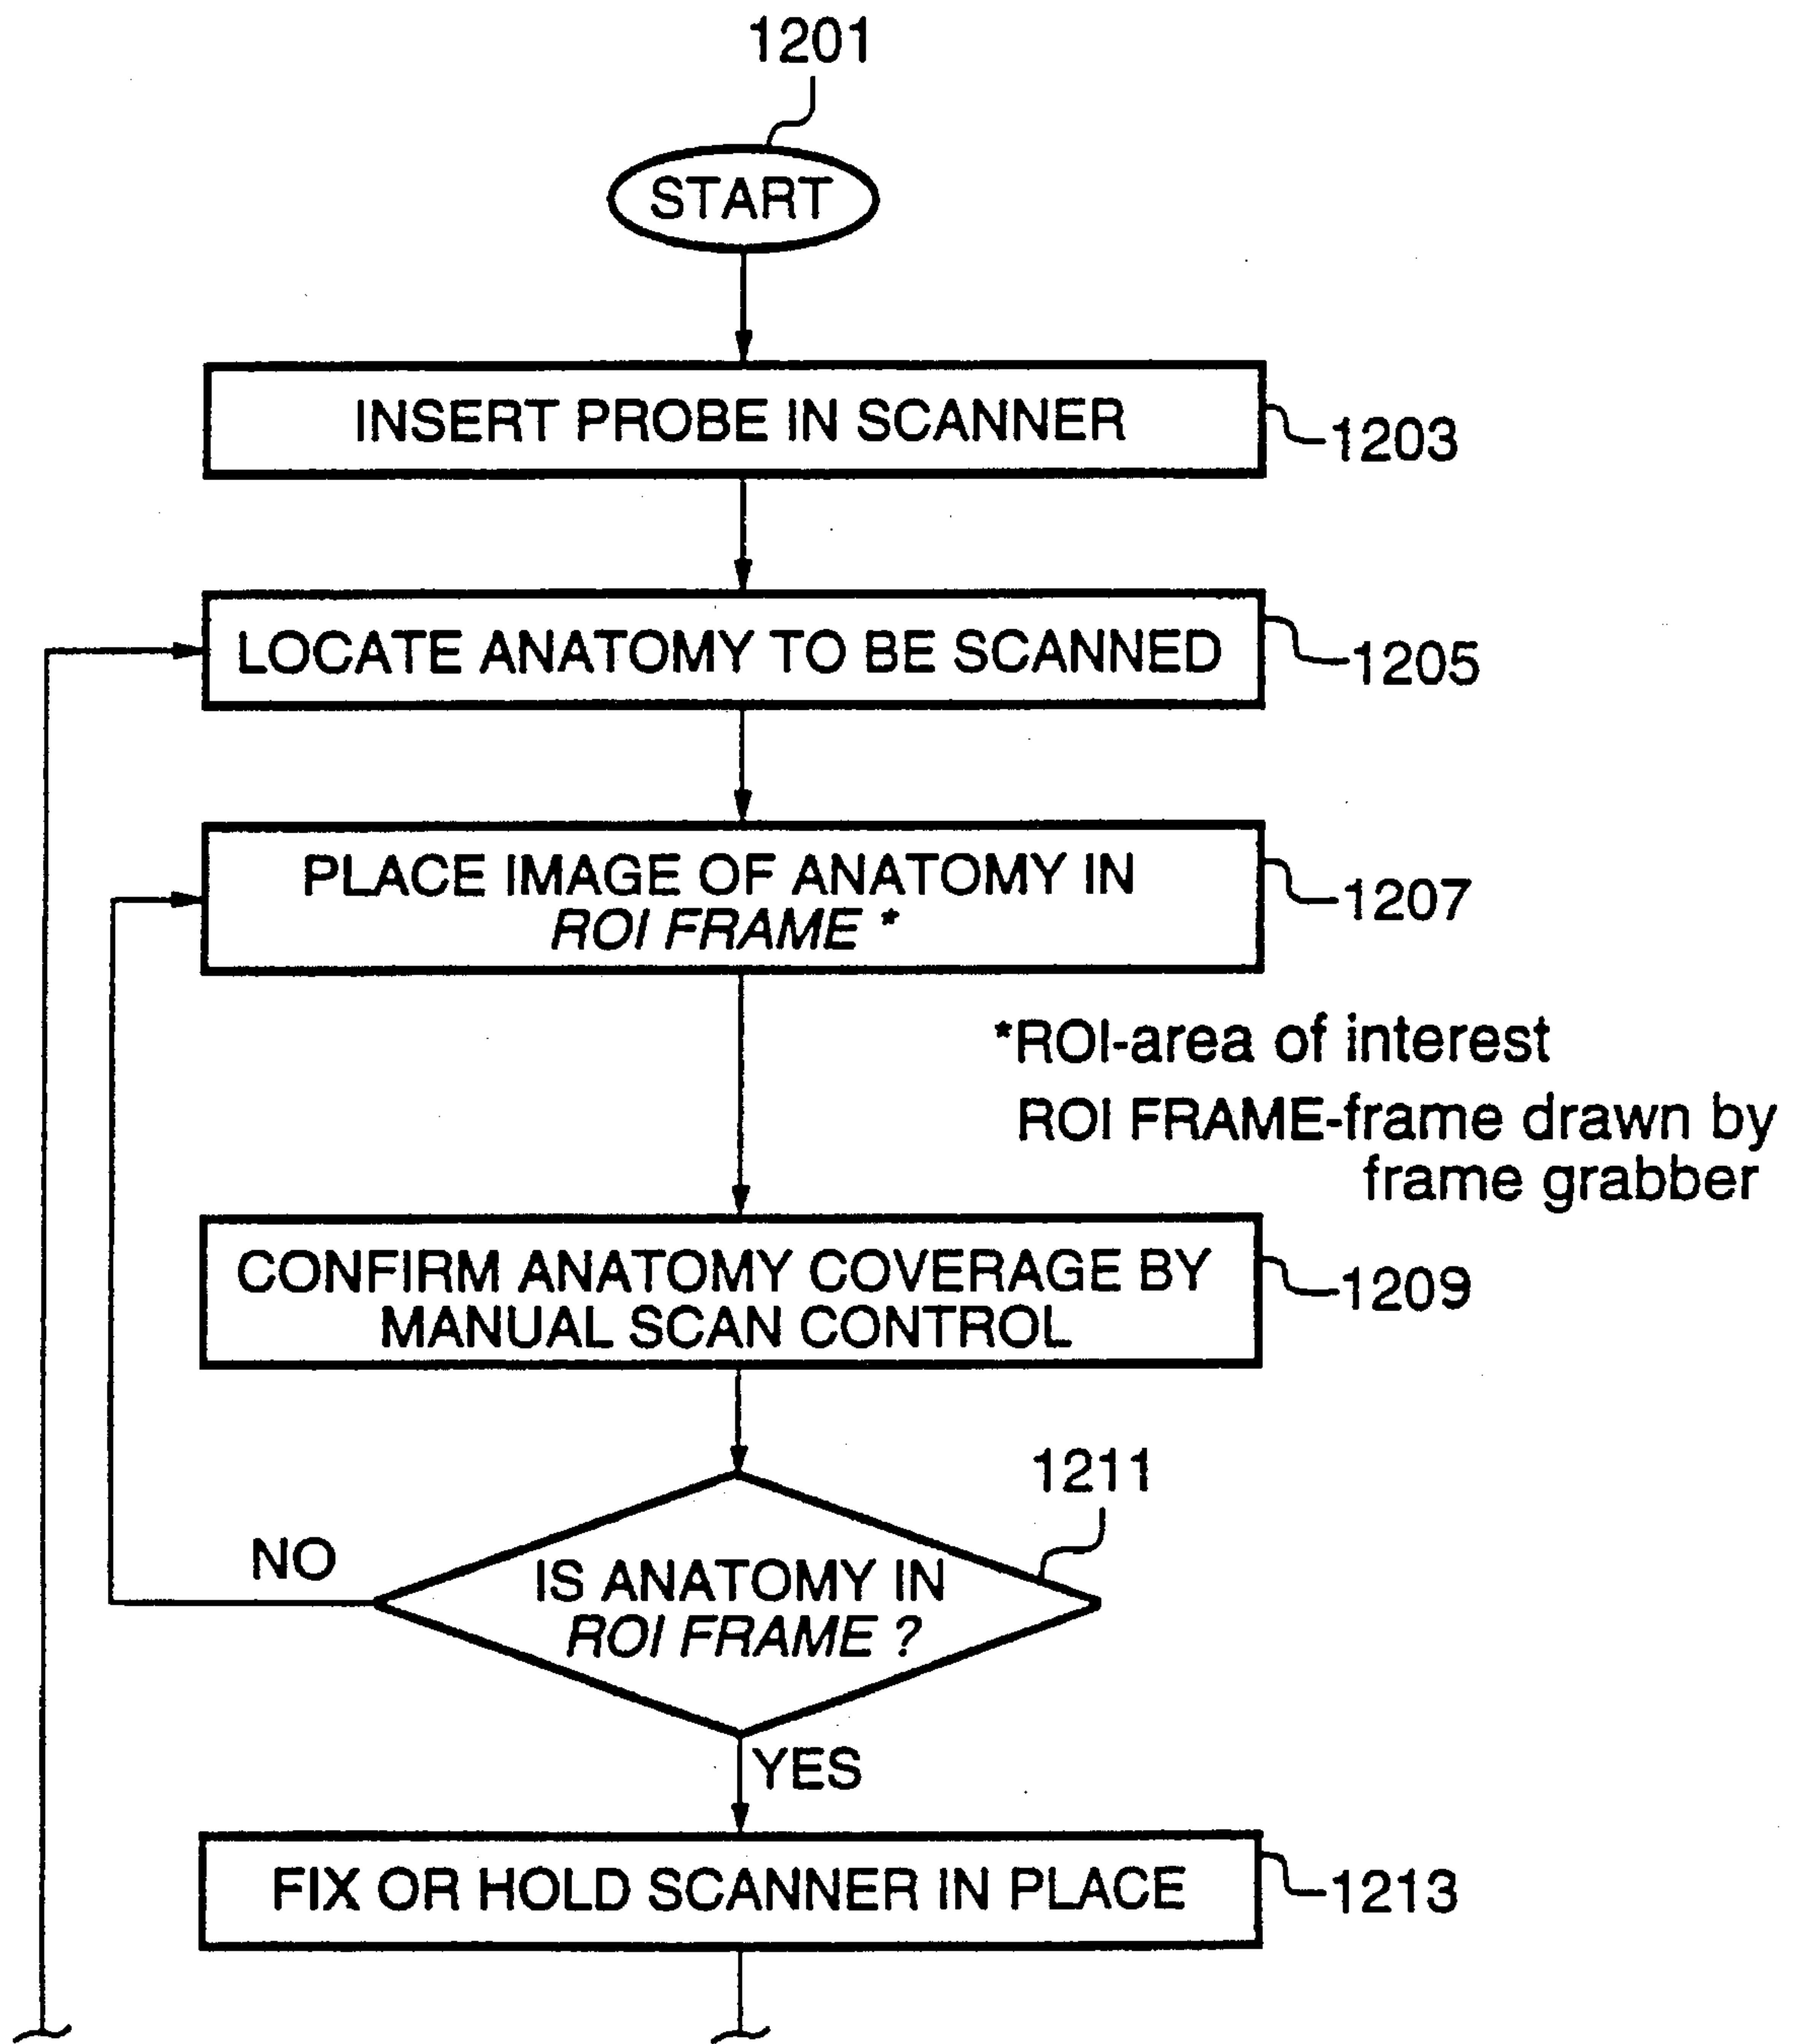 1201
START
INSERT PROBE IN SCANNER
1203
LOCATE ANATOMY TO BE SCANNED
1205
PLACE IMAGE OF ANATOMY IN
ROI FRAME *
1207
*ROI-area of interest
ROI FRAME-frame drawn by
frame grabber
CONFIRM ANATOMY COVERAGE BY
MANUAL SCAN CONTROL
1209
1211
NO
IS ANATOMY IN
ROI FRAME ?
YES
FIX OR HOLD SCANNER IN PLACE
1213